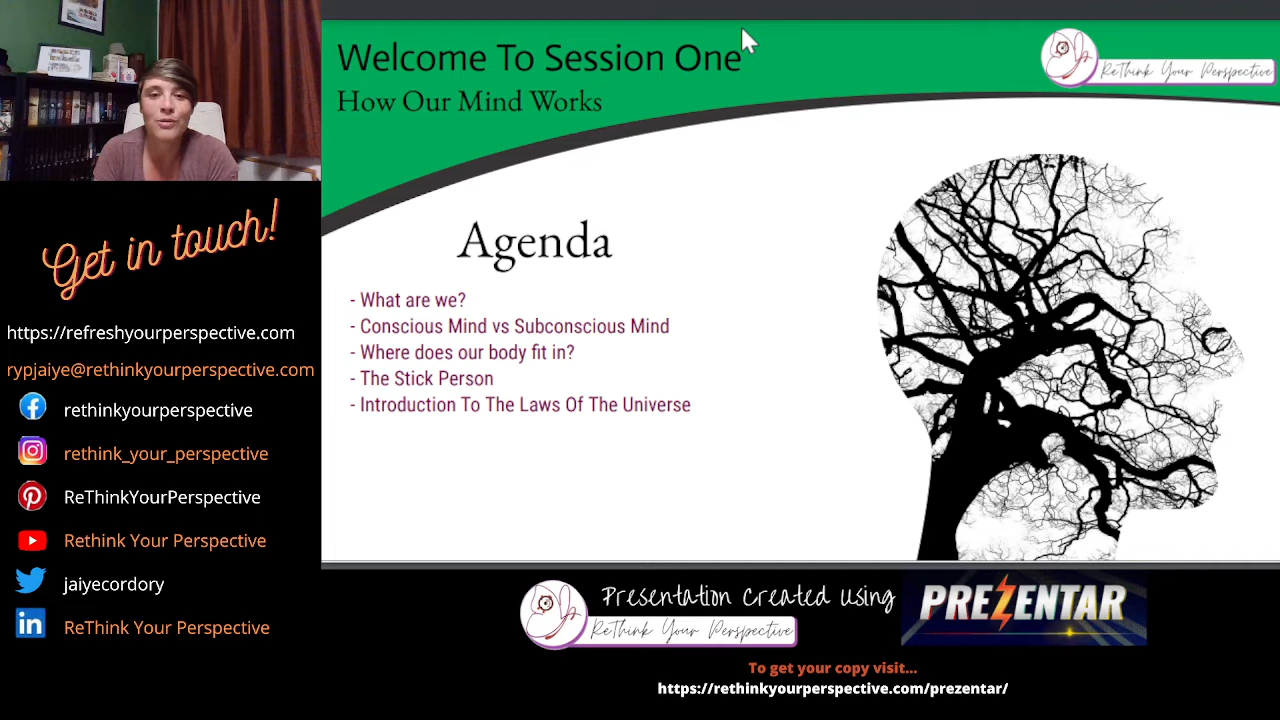 Welcome To Session One
How Our Mind Works
ReThink Your Perspective
Agenda
- What are we?
- Conscious Mind vs Subconscious Mind
- Where does our body fit in?
- The Stick Person
- Introduction To The Laws Of The Universe
Get in touch!
https://refreshyourperspective.com
rypjaiye@rethinkyourperspective.com
rethinkyourperspective
rethink_your_perspective
ReThinkYourPerspective
Rethink Your Perspective
jaiyecordory
ReThink Your Perspective
Presentation Created Using
ReThink Your Perspective
PREZENTAR
To get your copy visit...
https://rethinkyourperspective.com/prezentar/